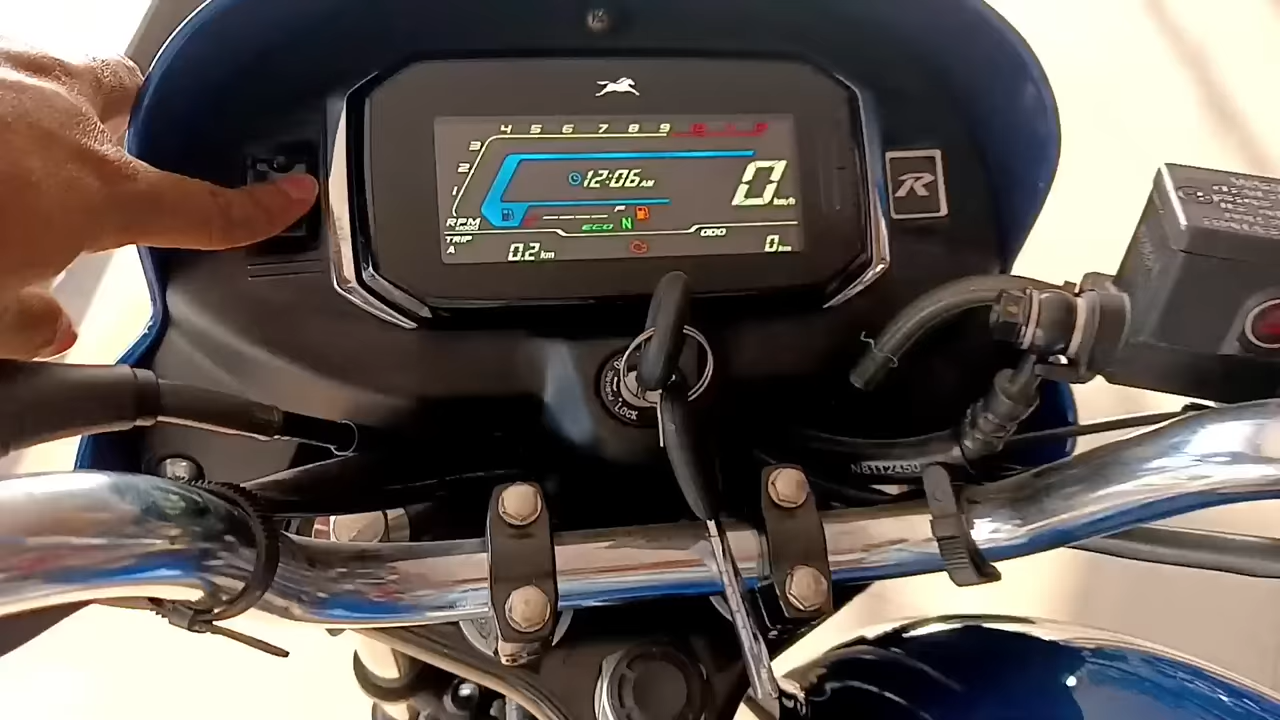 4 5 6 7 8 9
3
2
1
12:06 AM
0 km/h
RPM
x1000
F
ECO N
TRIP
A
0.2 km
ODO
0 km
R
LOCK
N8112450